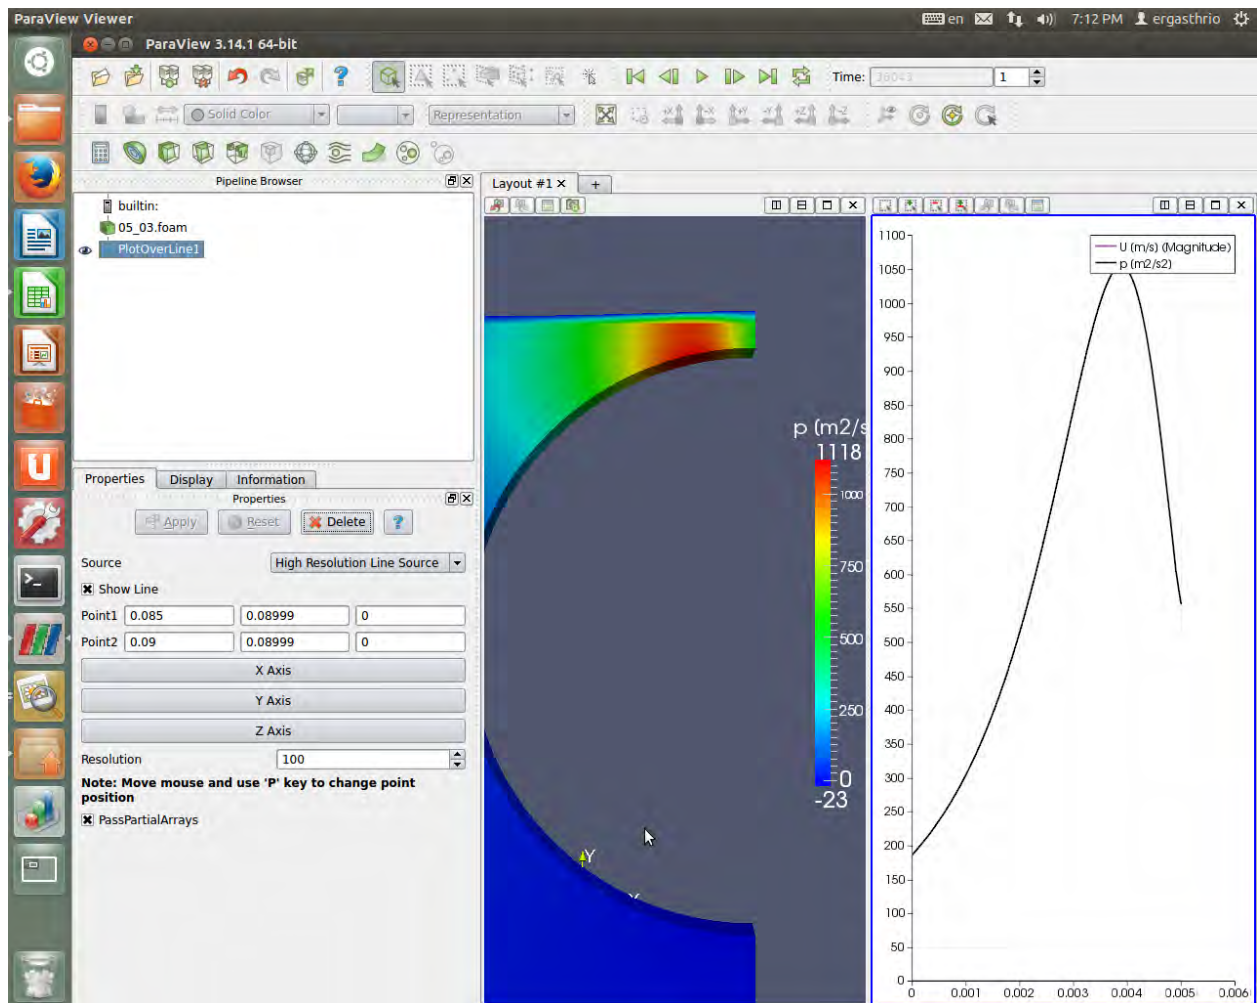 ParaView Viewer
en
7:12 PM
ergasthrio
ParaView 3.14.1 64-bit
Time:
1
Solid Color
Representation
Pipeline Browser
builtin:
05_03.foam
PlotOverLine1
Properties Display Information
Properties
Apply Reset Delete ?
Source High Resolution Line Source
Show Line
Point1 0.085 0.08999 0
Point2 0.09 0.08999 0
X Axis
Y Axis
Z Axis
Resolution 100
Note: Move mouse and use 'P' key to change point
position
PassPartialArrays
Layout #1 × +
p (m2/s
1118
1000
750
500
250
0
-23
Y
U (m/s) (Magnitude)
p (m2/s2)
1100
1050
1000
950
900
850
800
750
700
650
600
550
500
450
400
350
300
250
200
150
100
50
0
0 0.001 0.002 0.003 0.004 0.005 0.006